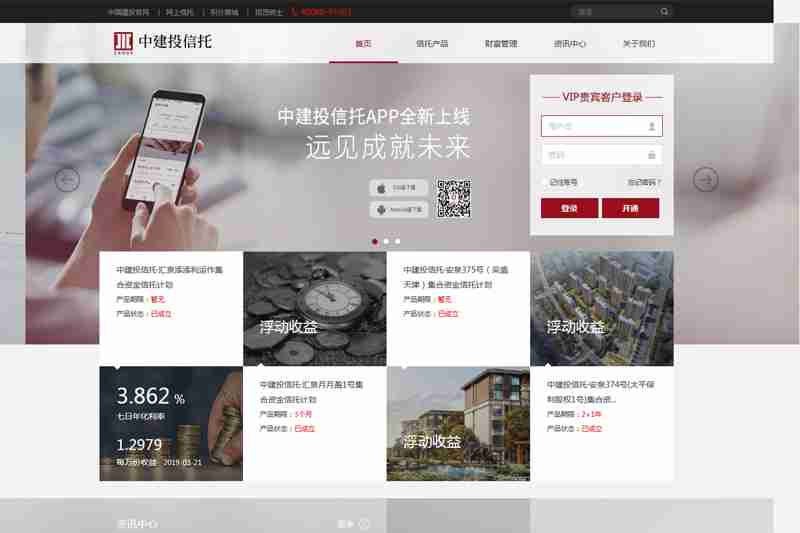 中国建投官网 | 网上信托 | 积分商城 | 招贤纳士
搜索
中建投信托
首页
信托产品
财富管理
资讯中心
关于我们
中建投信托APP全新上线
远见成就未来
iOS版下载
Android版下载
VIP贵宾客户登录
用户名
密码
记住账号
忘记密码?
登录
开通
中建投信托·汇泉添添利运作集
合资金信托计划
产品期限:暂无
产品状态:已成立
浮动收益
中建投信托·安泉375号(荣盛
天津)集合资金信托计划
产品期限:暂无
产品状态:已成立
浮动收益
3.862 %
七日年化利率
1.2979
每万份收益 2019-03-21
中建投信托·汇泉月月盈1号集
合资金信托计划
产品期限:3个月
产品状态:已成立
浮动收益
中建投信托·安泉374号(太平保
利股权1号)集合资...
产品期限:2+1年
产品状态:已成立
资讯中心
更多